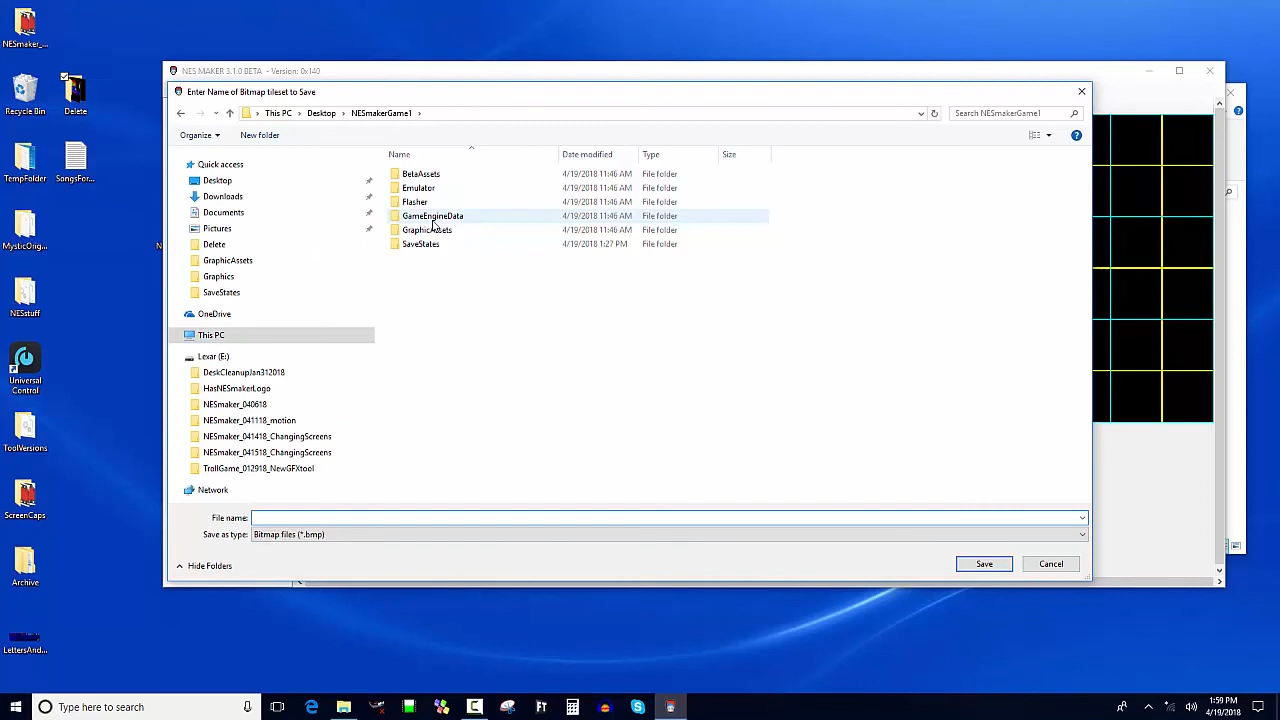 NESmaker_...
Recycle Bin
Delete
TempFolder
SongsFor...
MysticOrig...
NESstuff
Universal
Control
ToolVersions
ScreenCaps
Archive
LettersAnd...
NES MAKER 3.1.0 BETA - Version: 0x140
Enter Name of Bitmap tileset to Save
This PC
Desktop
NESmakerGame1
Search NESmakerGame1
Organize
New folder
Name
Date modified
Type
Size
Quick access
Desktop
Downloads
Documents
Pictures
Delete
GraphicAssets
Graphics
SaveStates
OneDrive
This PC
Lexar (E:)
DeskCleanupJan312018
HasNESmakerLogo
NESmaker_040618
NESmaker_041118_motion
NESmaker_041418_ChangingScreens
NESmaker_041518_ChangingScreens
TrollGame_012918_NewGFXtool
Network
BetaAssets 4/19/2018 11:46 AM File folder
Emulator 4/19/2018 11:46 AM File folder
Flasher 4/19/2018 11:46 AM File folder
GameEngineData 4/19/2018 11:46 AM File folder
GraphicAssets 4/19/2018 11:46 AM File folder
SaveStates 4/19/2018 1:27 PM File folder
File name:
Save as type: Bitmap files (*.bmp)
Hide Folders
Save
Cancel
Type here to search
1:59 PM
4/19/2018